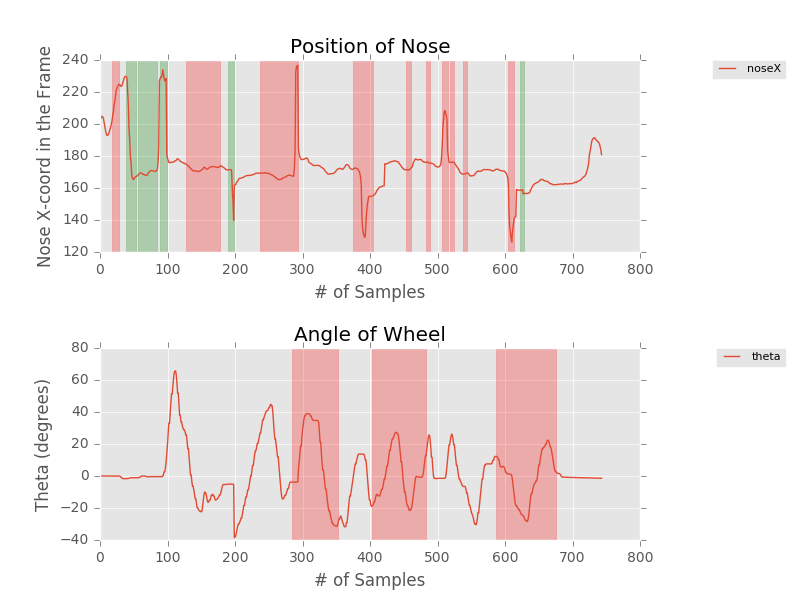 Position of Nose
240
220
200
180
160
140
120
Nose X-coord in the Frame
0 100 200 300 400 500 600 700 800
# of Samples
noseX
Angle of Wheel
80
60
40
20
0
−20
−40
Theta (degrees)
0 100 200 300 400 500 600 700 800
# of Samples
theta